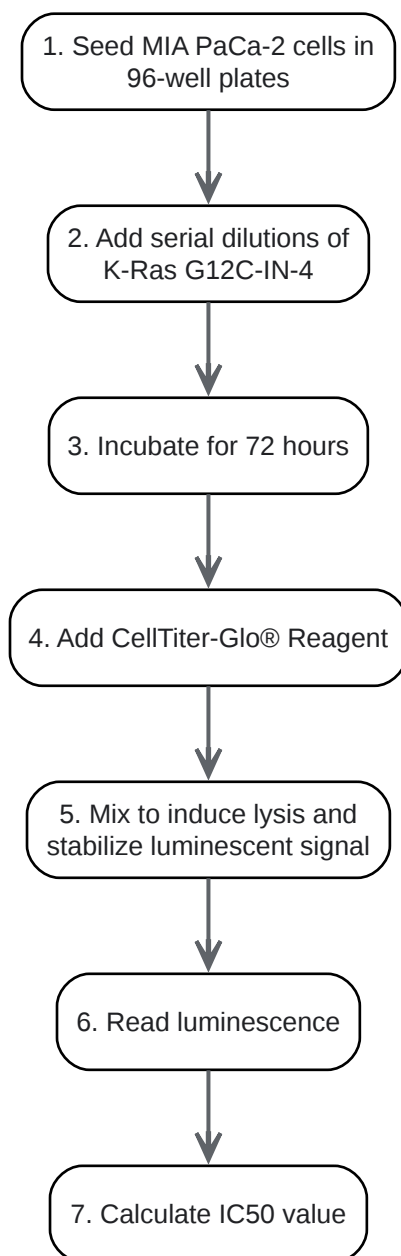 1. Seed MIA PaCa-2 cells in
96-well plates
2. Add serial dilutions of
K-Ras G12C-IN-4
3. Incubate for 72 hours
4. Add CellTiter-Glo® Reagent
5. Mix to induce lysis and
stabilize luminescent signal
6. Read luminescence
7. Calculate IC50 value